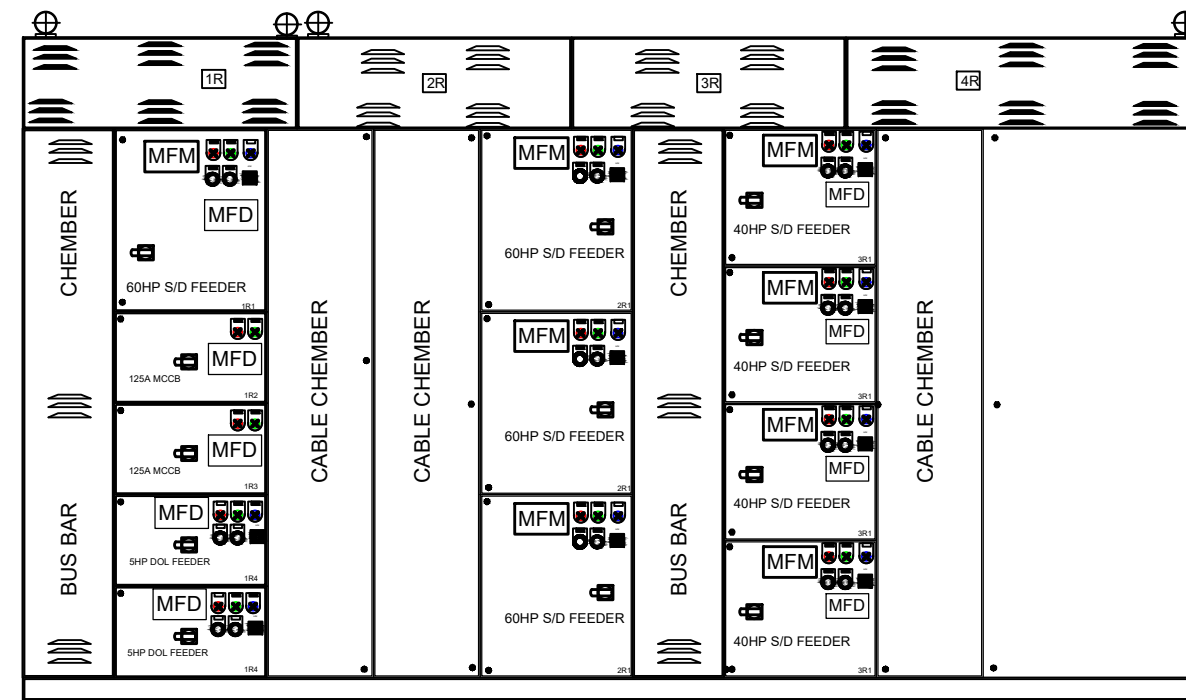 1R
2R
3R
4R
CHEMBER
BUS BAR
MFM
MFD
60HP S/D FEEDER
1R1
MFD
125A MCCB
1R2
MFD
125A MCCB
1R3
MFD
5HP DOL FEEDER
1R4
MFD
5HP DOL FEEDER
1R4
CABLE CHEMBER
CABLE CHEMBER
MFM
60HP S/D FEEDER
2R1
MFM
60HP S/D FEEDER
2R1
MFM
60HP S/D FEEDER
2R1
CHEMBER
BUS BAR
MFM
MFD
40HP S/D FEEDER
3R1
MFM
MFD
40HP S/D FEEDER
3R1
MFM
MFD
40HP S/D FEEDER
3R1
MFM
MFD
40HP S/D FEEDER
3R1
CABLE CHEMBER